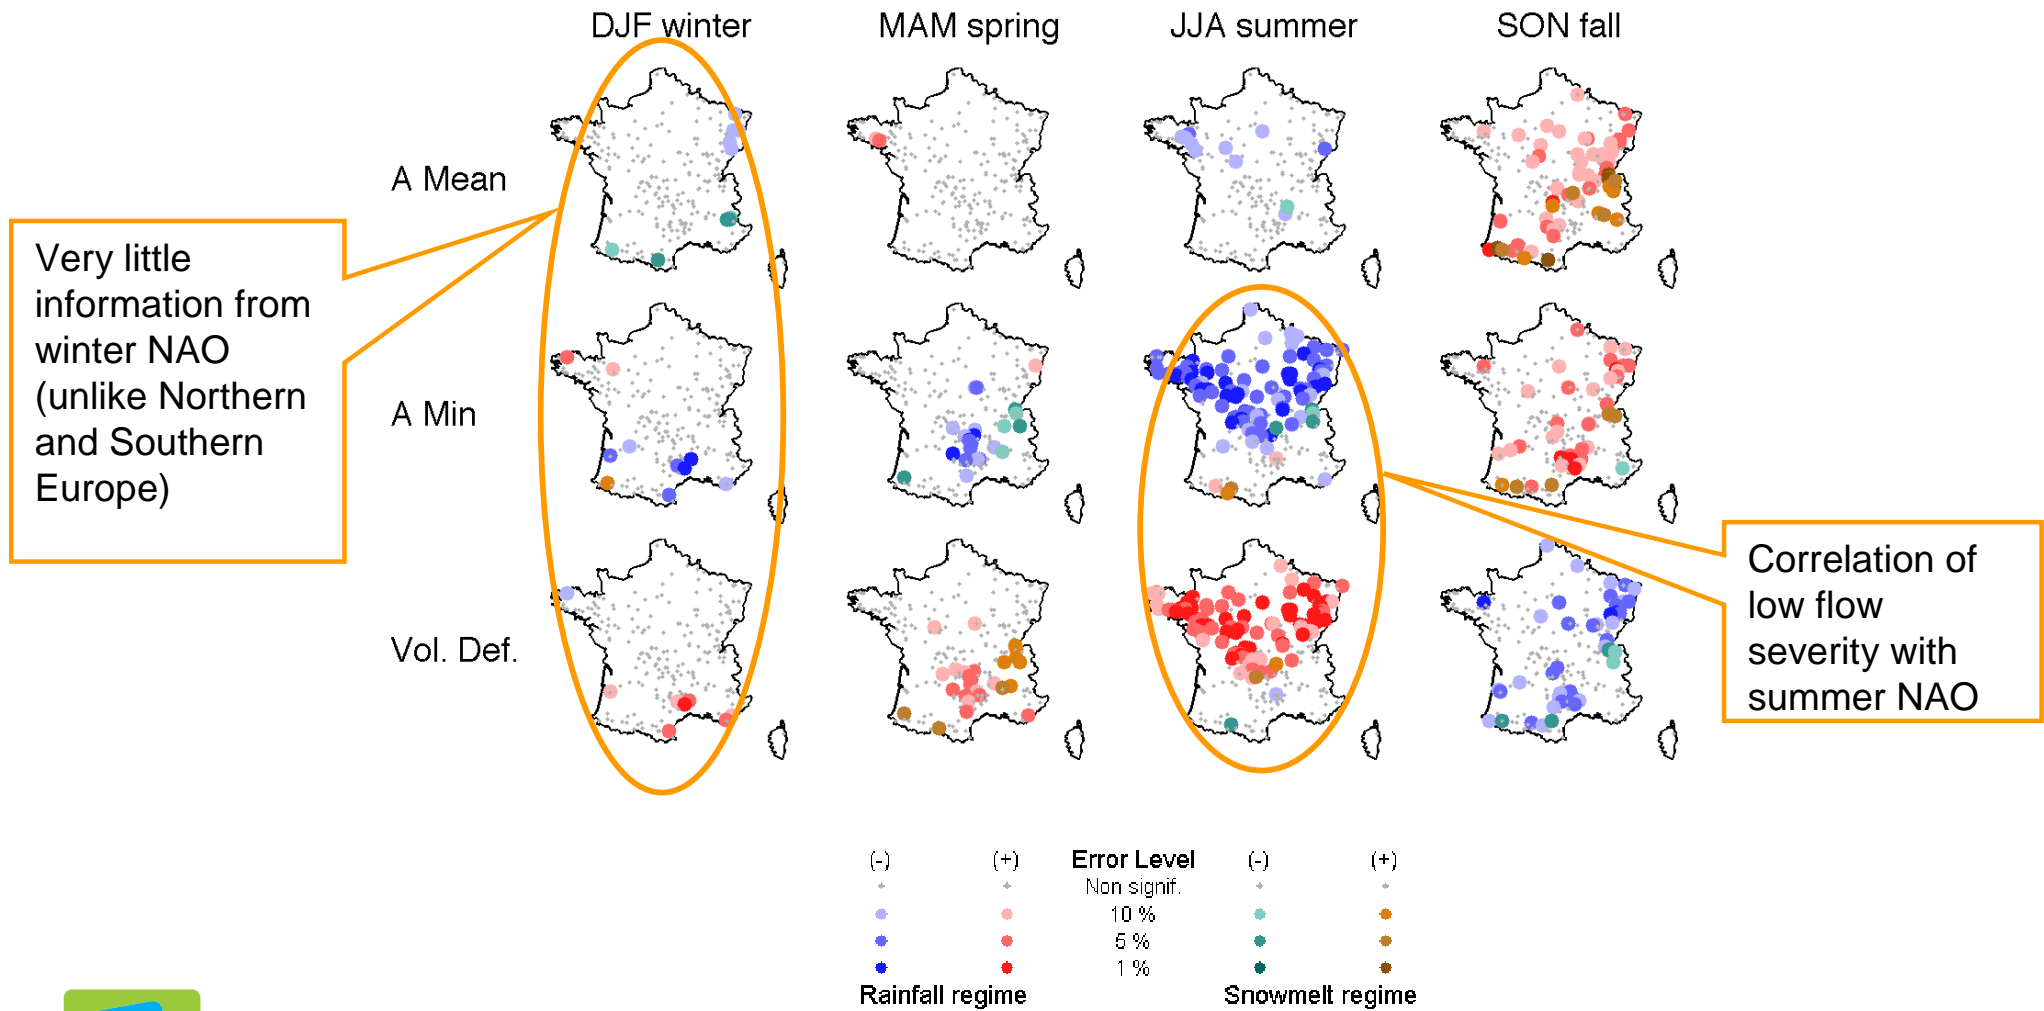 DJF winter MAM spring JJA summer SON fall
A Mean
Very little
information from
winter NAO
(unlike Northern
and Southern
Europe)
A Min
Correlation of
low flow
severity with
summer NAO
Vol. Def.
(-) (+) Error Level (-) (+)
Non signif.
10 %
5 %
1 %
Rainfall regime Snowmelt regime